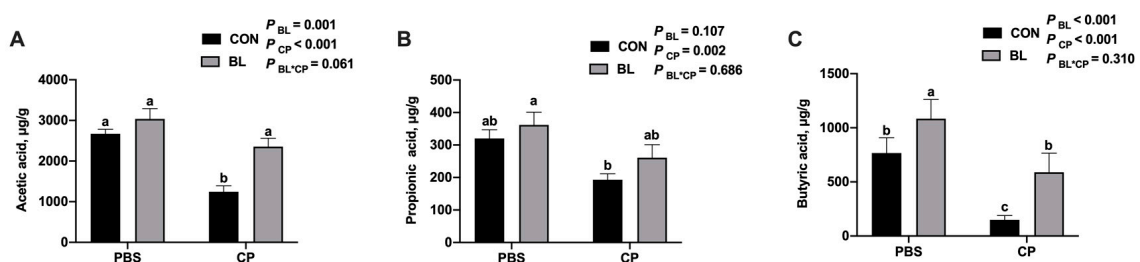 A
CON
BL
P BL = 0.001
P CP < 0.001
P BL*CP = 0.061
Acetic acid, µg/g
4000
3000
2000
1000
0
a
a
b
a
PBS
CP
B
CON
BL
P BL = 0.107
P CP = 0.002
P BL*CP = 0.686
Propionic acid, µg/g
500
400
300
200
100
0
ab
a
b
ab
PBS
CP
C
CON
BL
P BL < 0.001
P CP < 0.001
P BL*CP = 0.310
Butyric acid, µg/g
1500
1000
500
0
b
a
c
b
PBS
CP